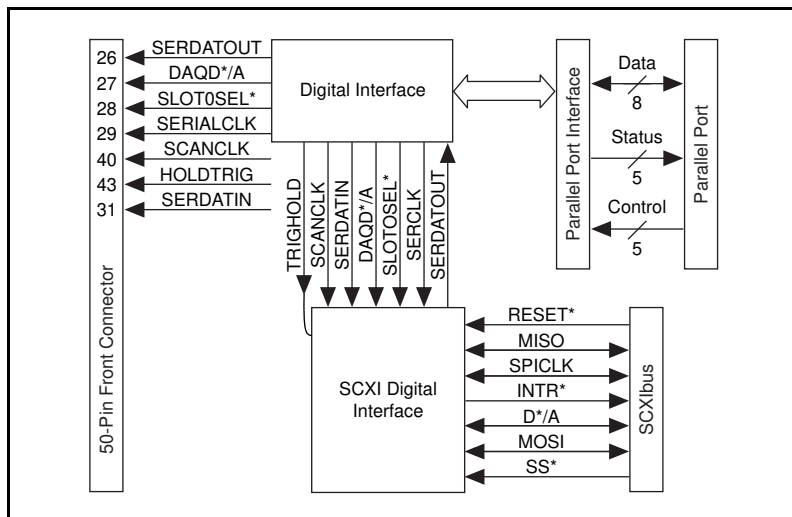 26
SERDATOUT
27
DAQD*/A
28
SLOT0SEL*
29
SERIALCLK
40
SCANCLK
43
HOLDTRIG
31
SERDATIN
50-Pin Front Connector
Digital Interface
Parallel Port Interface
Data
8
Status
5
Control
5
Parallel Port
TRIGHOLD
SCANCLK
SERDATIN
DAQD*/A
SLOTOSEL*
SERCLK
SERDATOUT
SCXI Digital
Interface
RESET*
MISO
SPICLK
INTR*
D*/A
MOSI
SS*
SCXIbus